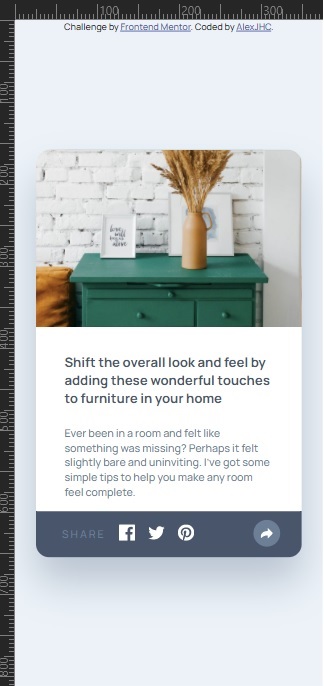 100
200
300
Challenge by Frontend Mentor. Coded by AlexJHC.
100
200
300
400
500
600
700
800
Shift the overall look and feel by
adding these wonderful touches
to furniture in your home
Ever been in a room and felt like
something was missing? Perhaps it felt
slightly bare and uninviting. I've got some
simple tips to help you make any room
feel complete.
SHARE